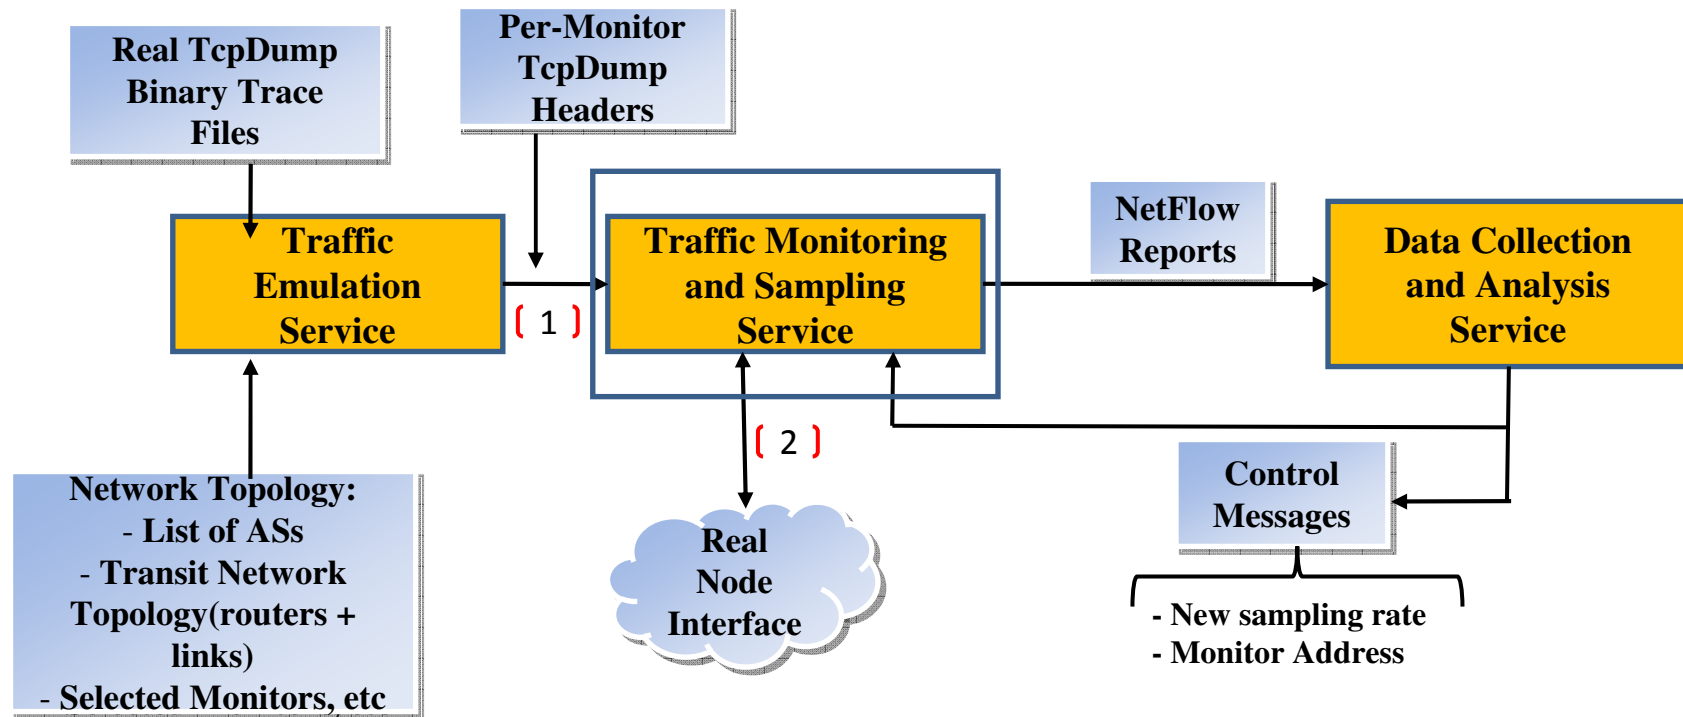 Real TcpDump
Binary Trace
Files
Per-Monitor
TcpDump
Headers
Traffic
Emulation
Service
[ 1 ]
Traffic Monitoring
and Sampling
Service
NetFlow
Reports
Data Collection
and Analysis
Service
[ 2 ]
Network Topology:
- List of ASs
- Transit Network
Topology(routers +
links)
- Selected Monitors, etc
Real
Node
Interface
Control
Messages
- New sampling rate
- Monitor Address